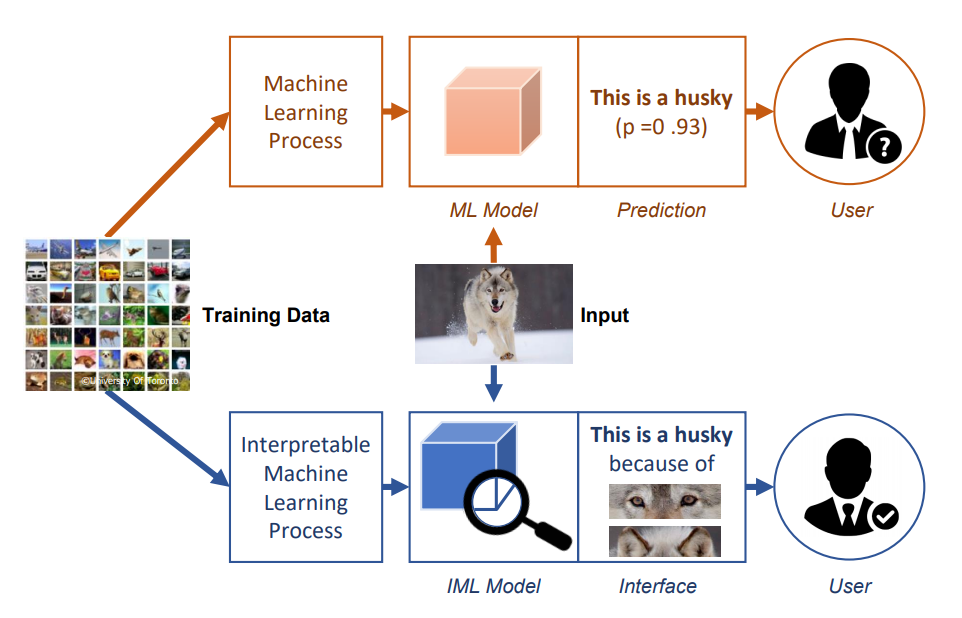 Machine
Learning
Process
This is a husky
(p =0 .93)
?
ML Model
Prediction
User
Training Data
Input
©University Of Toronto
Interpretable
Machine
Learning
Process
This is a husky
because of
IML Model
Interface
User